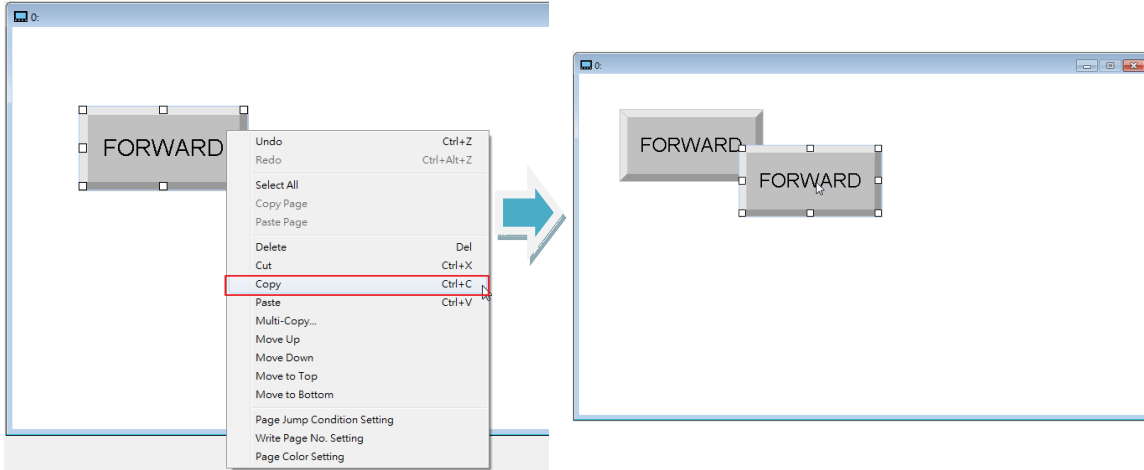 0:
FORWARD
Undo Ctrl+Z
Redo Ctrl+Alt+Z
Select All
Copy Page
Paste Page
Delete Del
Cut Ctrl+X
Copy Ctrl+C
Paste Ctrl+V
Multi-Copy...
Move Up
Move Down
Move to Top
Move to Bottom
Page Jump Condition Setting
Write Page No. Setting
Page Color Setting
0:
FORWARD
FORWARD